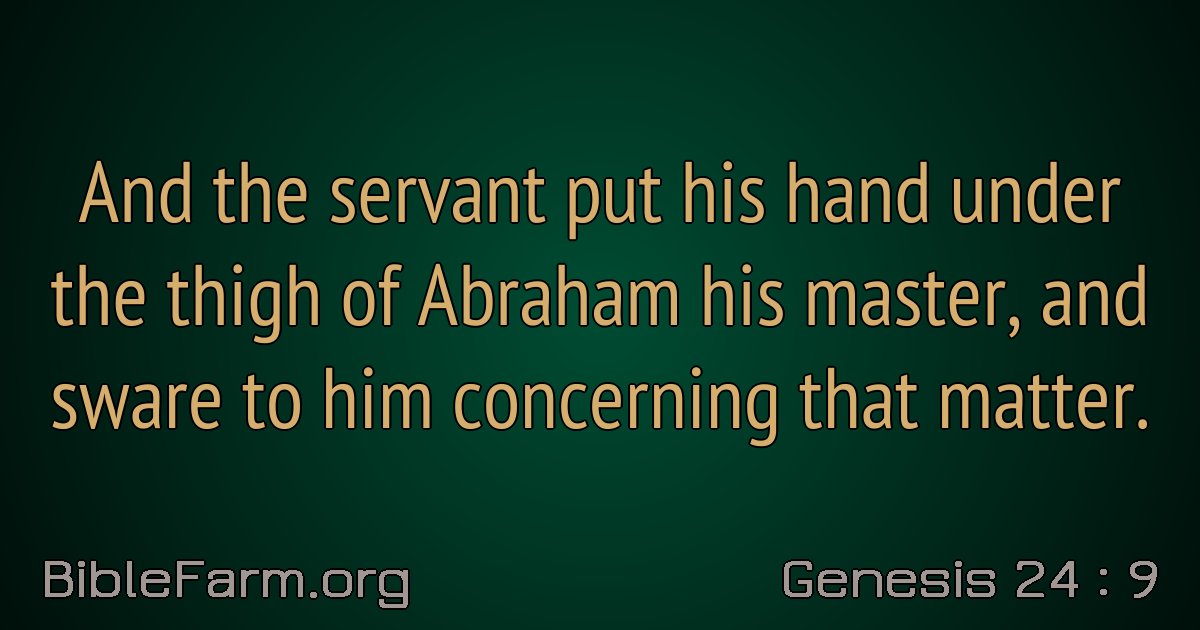 And the servant put his hand under
the thigh of Abraham his master, and
sware to him concerning that matter.
BibleFarm.org
Genesis 24 : 9